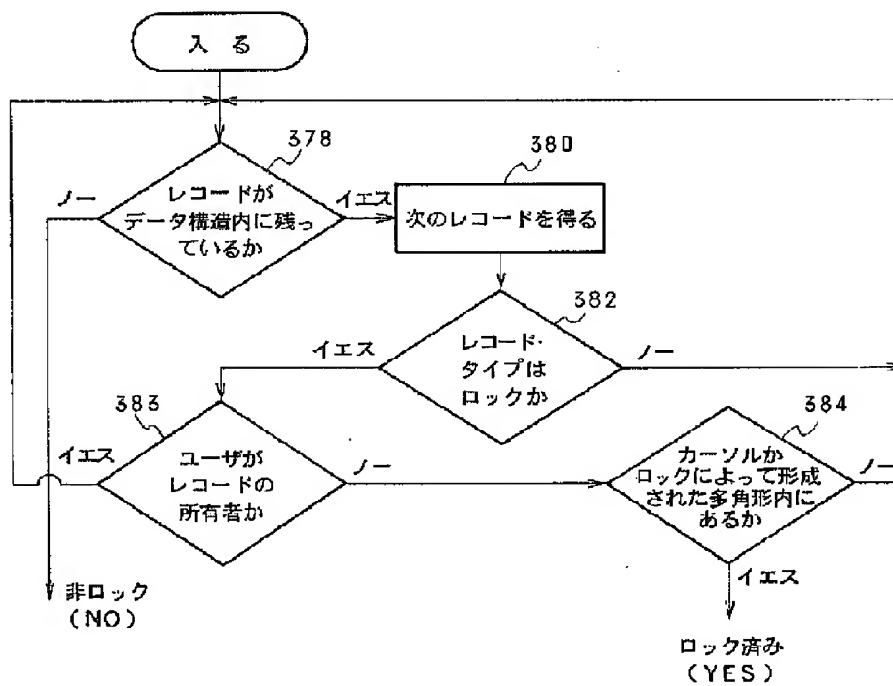 入る
378
レコードが
データ構造内に残っ
ているか
ノー
イエス
380
次のレコードを得る
382
レコード・
タイプは
ロックか
イエス
ノー
383
ユーザが
レコードの
所有者か
イエス
ノー
384
カーソルか
ロックによって形成
された多角形内に
あるか
ノー
イエス
非ロック
(NO)
ロック済み
(YES)